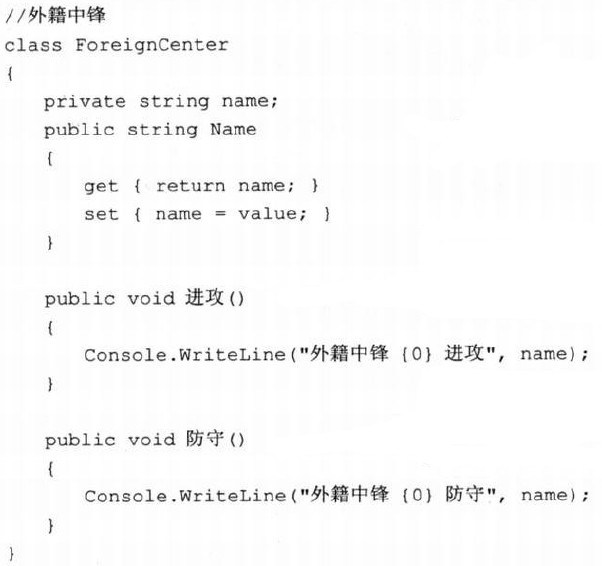 //外籍中锋
class ForeignCenter
{
    private string name;
    public string Name
    {
        get { return name; }
        set { name = value; }
    }

    public void 进攻()
    {
        Console.WriteLine("外籍中锋 {0} 进攻", name);
    }

    public void 防守()
    {
        Console.WriteLine("外籍中锋 {0} 防守", name);
    }
}